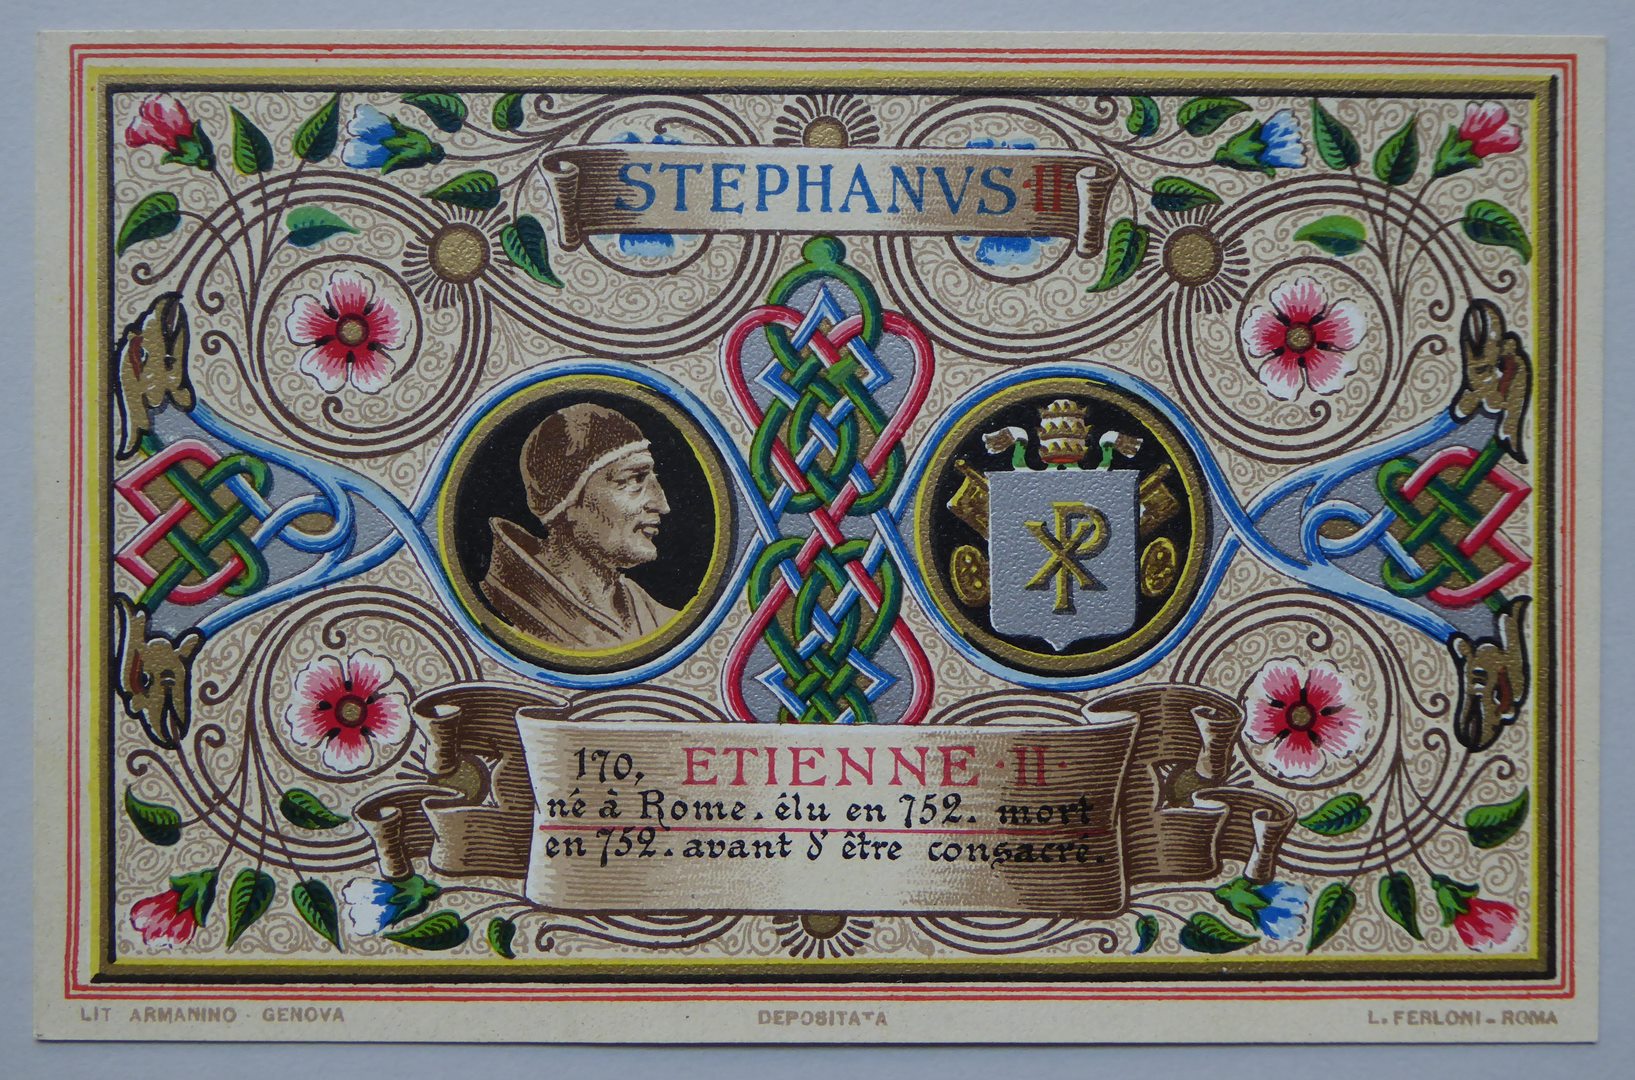 STEPHANVS·II·
170, ETIENNE·II·
né à Rome. élu en 752. mort
en 752. avant d'être consacré.
LIT ARMANINO · GENOVA
DEPOSITATA
L. FERLONI - ROMA